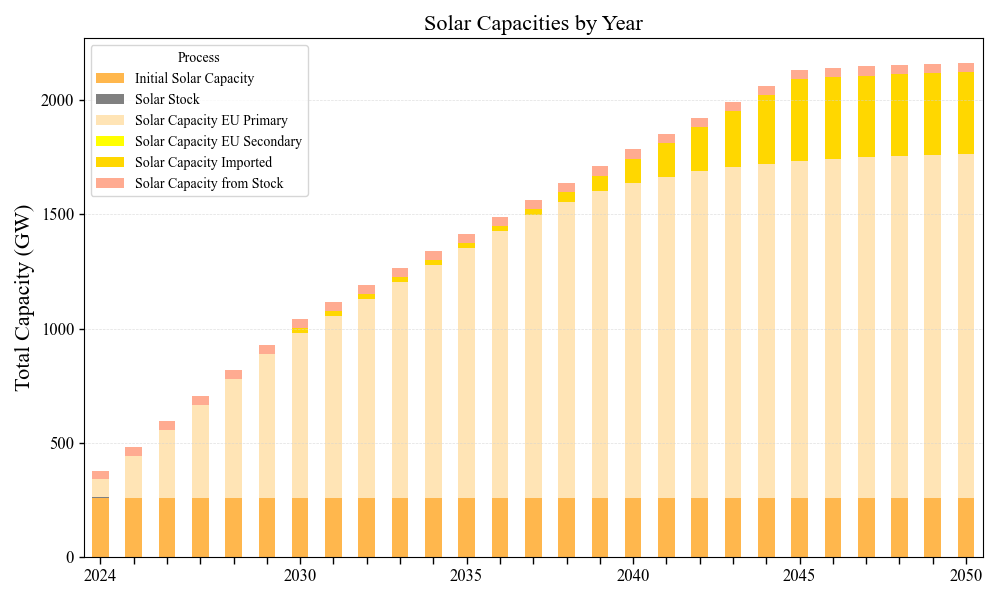 Solar Capacities by Year
Process
Initial Solar Capacity
Solar Stock
Solar Capacity EU Primary
Solar Capacity EU Secondary
Solar Capacity Imported
Solar Capacity from Stock
Total Capacity (GW)
2000
1500
1000
500
0
2024 2030 2035 2040 2045 2050